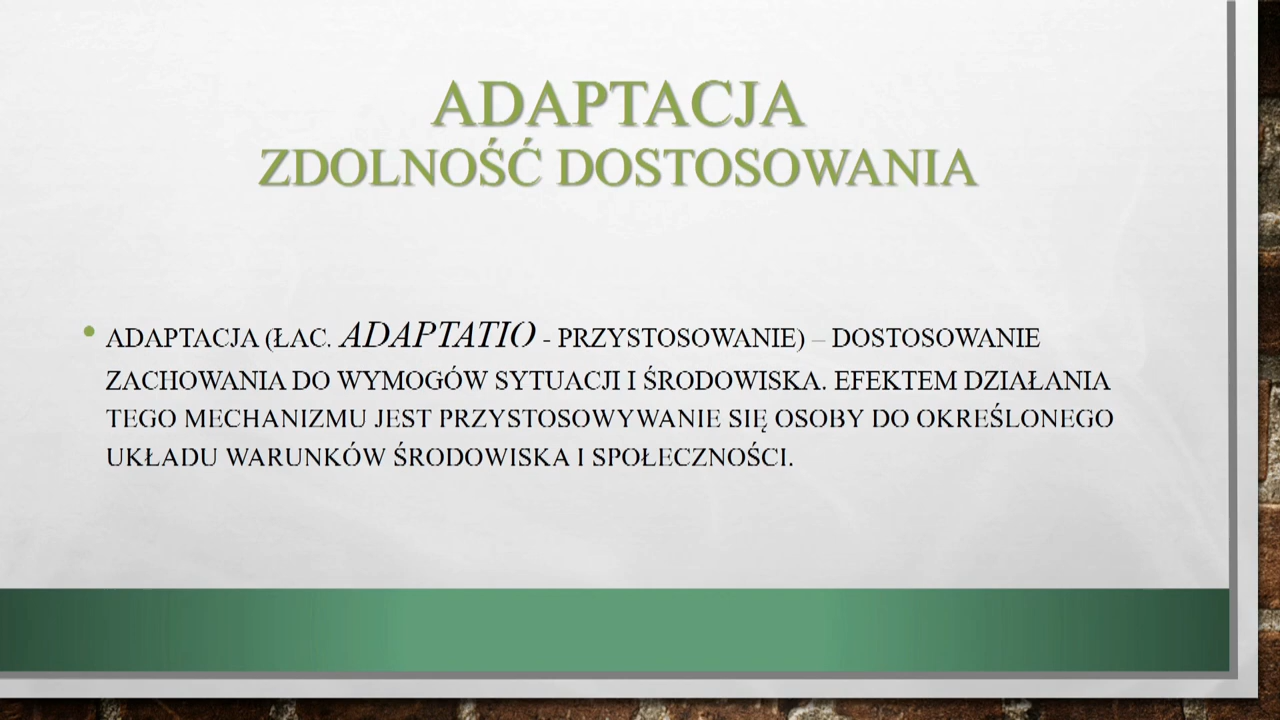 ADAPTACJA
ZDOLNOŚĆ DOSTOSOWANIA
• ADAPTACJA (ŁAC. ADAPTATIO - PRZYSTOSOWANIE) – DOSTOSOWANIE
ZACHOWANIA DO WYMOGÓW SYTUACJI I ŚRODOWISKA. EFEKTEM DZIAŁANIA
TEGO MECHANIZMU JEST PRZYSTOSOWYWANIE SIĘ OSOBY DO OKREŚLONEGO
UKŁADU WARUNKÓW ŚRODOWISKA I SPOŁECZNOŚCI.